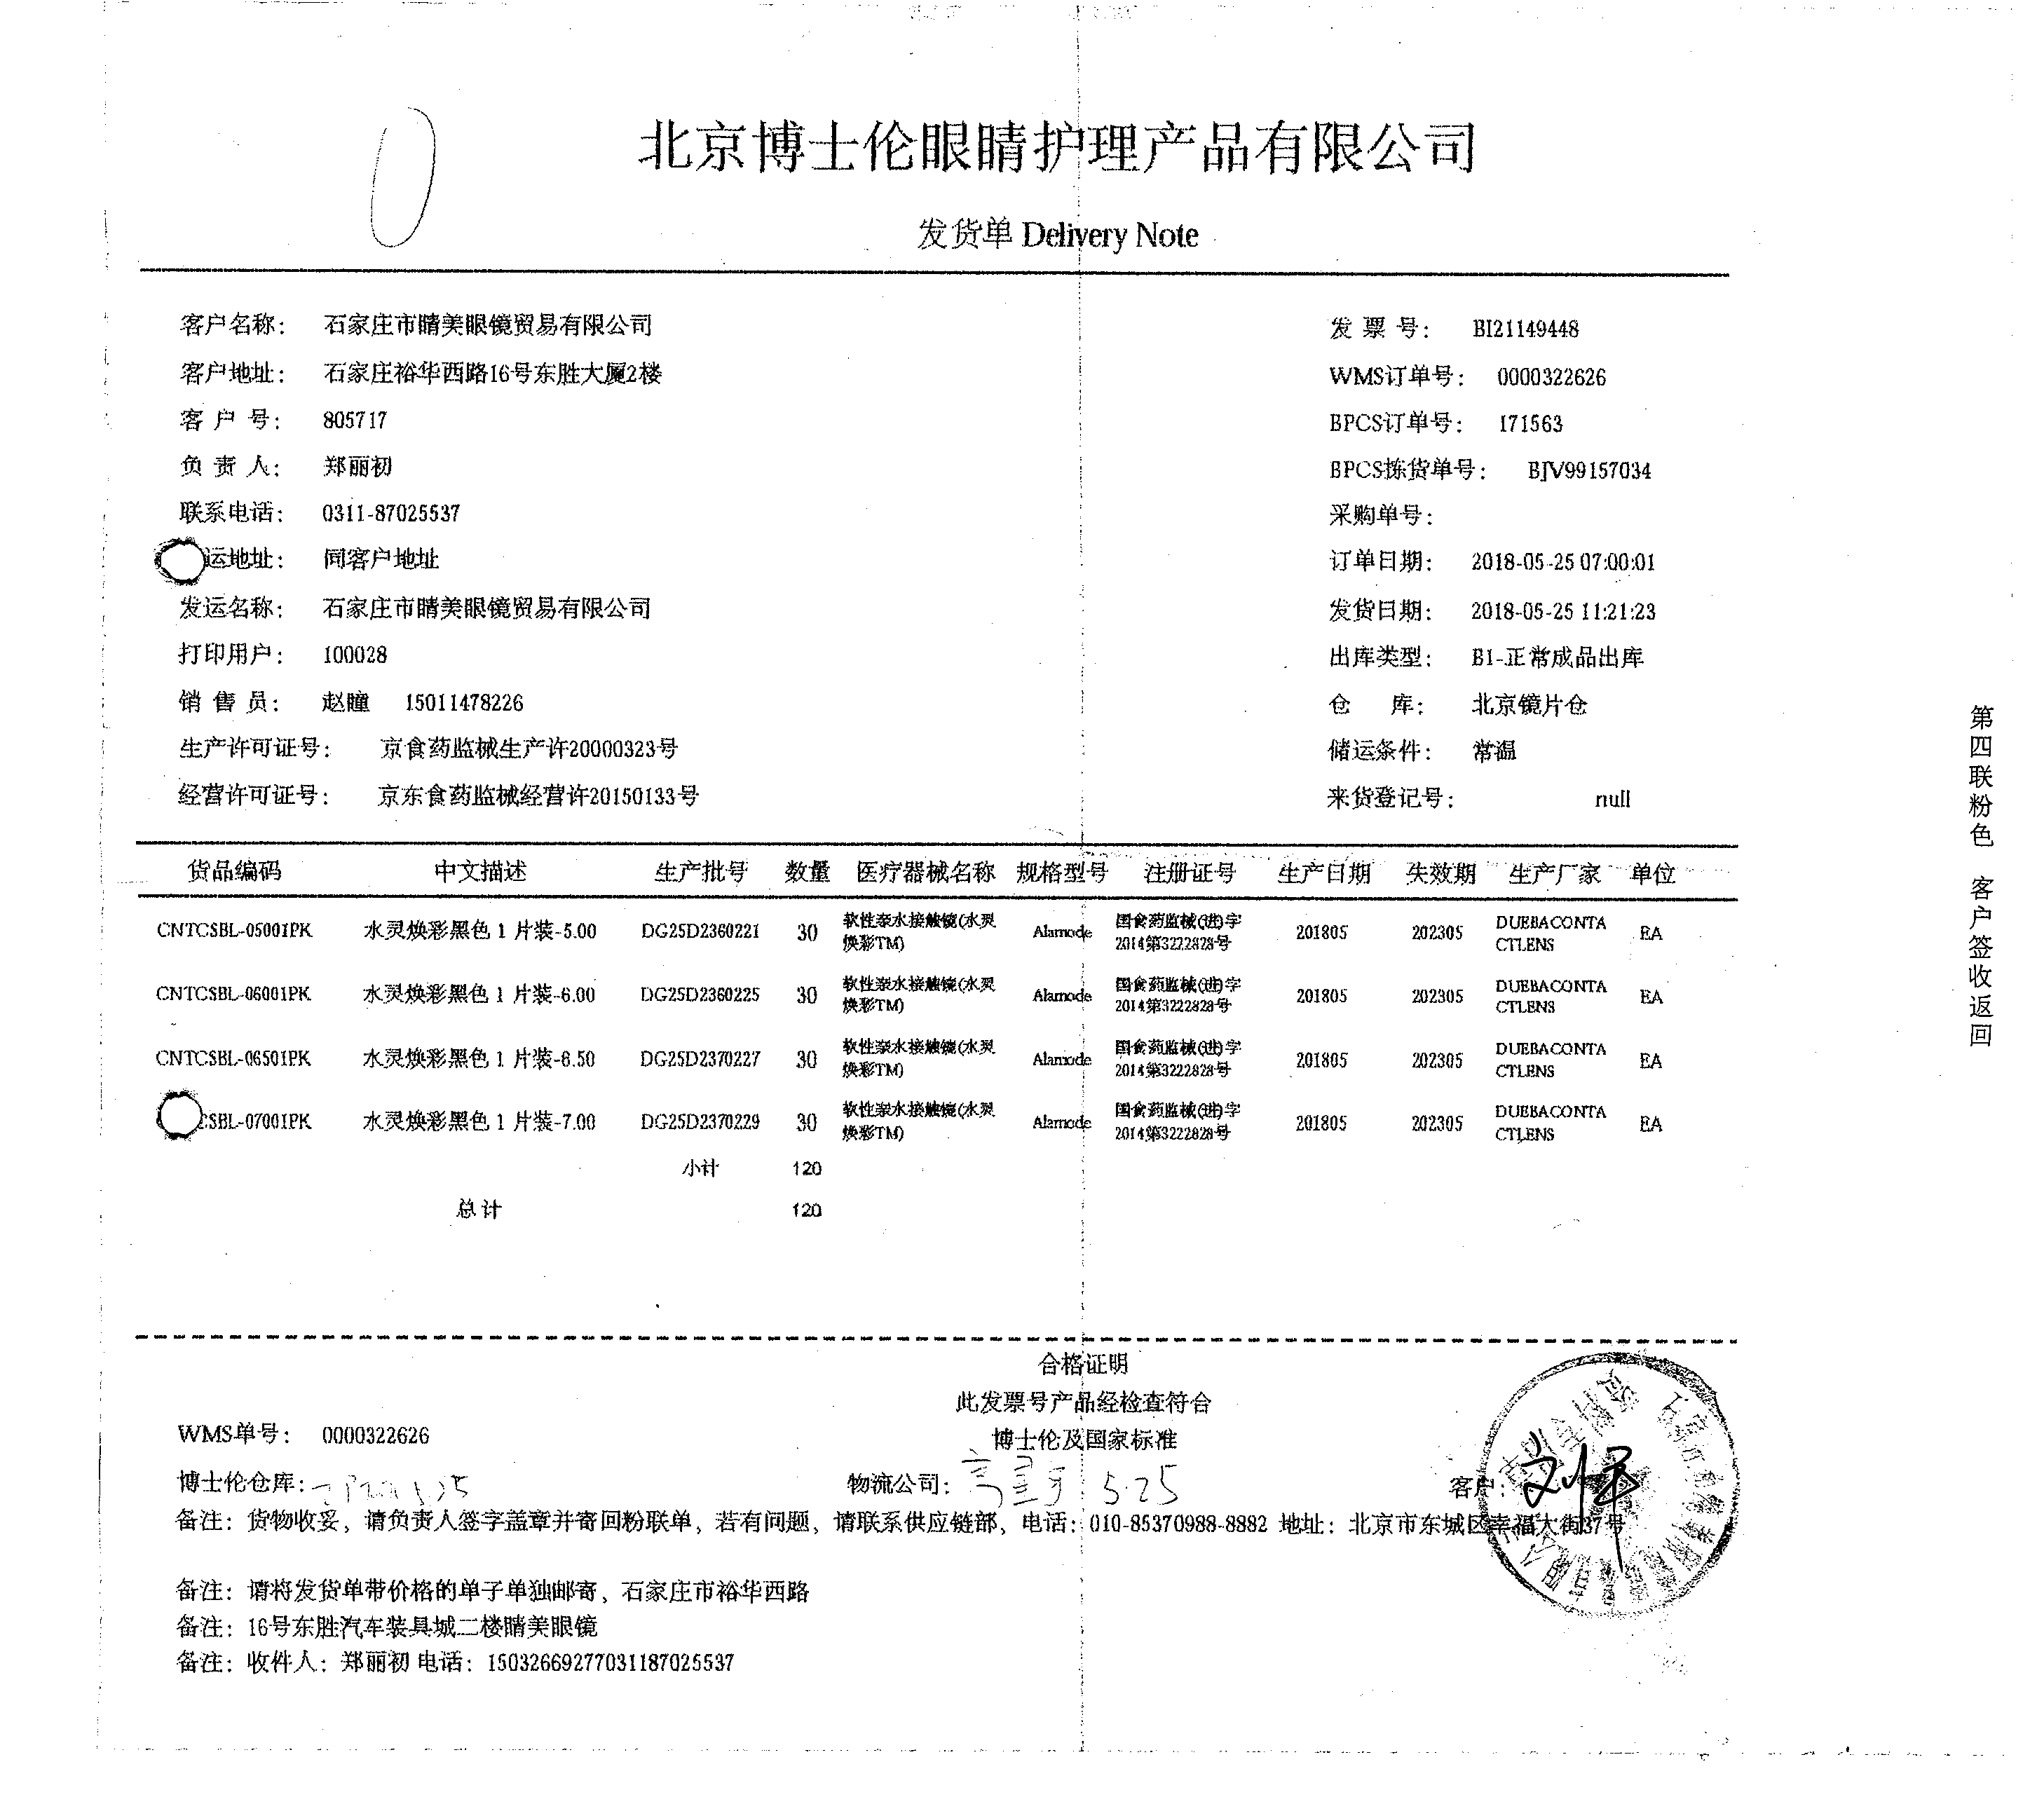 北京博士伦眼睛护理产品有限公司
发货单 Delivery Note
客户名称： 石家庄市睛美眼镜贸易有限公司 发 票 号： BI21149448
客户地址： 石家庄裕华西路16号东胜大厦2楼 WMS订单号： 0000322626
客 户 号： 805717 BPCS订单号： 171563
负 责 人： 郑丽初 BPCS拣货单号： BJV99157034
联系电话： 0311-87025537 采购单号：
运地址： 同客户地址 订单日期： 2018-05-25 07:00:01
发运名称： 石家庄市睛美眼镜贸易有限公司 发货日期： 2018-05-25 11:21:23
打印用户： 100028 出库类型： B1-正常成品出库
销 售 员： 赵瞳 15011478226 仓 库： 北京镜片仓
生产许可证号： 京食药监械生产许20000323号 储运条件： 常温
经营许可证号： 京东食药监械经营许20150133号 来货登记号： null
货品编码 中文描述 生产批号 数量 医疗器械名称 规格型号 注册证号 生产日期 失效期 生产厂家 单位
CNTCSBL-05001PK 水灵焕彩黑色 1 片装-5.00 DG25D2360221 30 软性亲水接触镜(水灵焕彩TM) Alamode 国食药监械(进)字2014第3222828号 201805 202305 DUEBACONTACTLENS EA
CNTCSBL-06001PK 水灵焕彩黑色 1 片装-6.00 DG25D2360225 30 软性亲水接触镜(水灵焕彩TM) Alamode 国食药监械(进)字2014第3222828号 201805 202305 DUEBACONTACTLENS EA
CNTCSBL-06501PK 水灵焕彩黑色 1 片装-6.50 DG25D2370227 30 软性亲水接触镜(水灵焕彩TM) Alamode 国食药监械(进)字2014第3222828号 201805 202305 DUEBACONTACTLENS EA
CSBL-07001PK 水灵焕彩黑色 1 片装-7.00 DG25D2370229 30 软性亲水接触镜(水灵焕彩TM) Alamode 国食药监械(进)字2014第3222828号 201805 202305 DUEBACONTACTLENS EA
小计 120
总计 120
合格证明
此发票号产品经检查符合
WMS单号： 0000322626 博士伦及国家标准
博士伦仓库： 物流公司： 5.25 客户：
备注：货物收妥，请负责人签字盖章并寄回粉联单，若有问题，请联系供应链部，电话：010-85370988-8882 地址：北京市东城区幸福大街37号
备注：请将发货单带价格的单子单独邮寄，石家庄市裕华西路
备注：16号东胜汽车装具城二楼睛美眼镜
备注：收件人：郑丽初 电话：15032669277031187025537
第四联粉色 客户签收返回